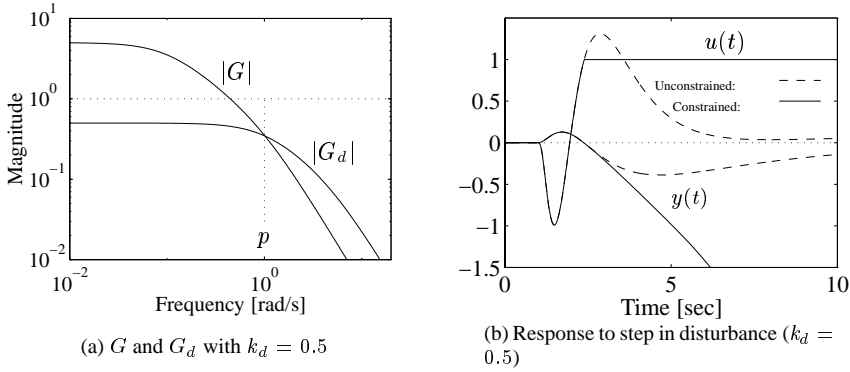 10^1
10^0
10^{-1}
10^{-2}
Magnitude
|G|
|G_d|
p
10^{-2}
10^0
Frequency [rad/s]
(a) G and G_d with k_d = 0.5
1
0.5
0
−0.5
−1
−1.5
u(t)
Unconstrained:
Constrained:
y(t)
0
5
10
Time [sec]
(b) Response to step in disturbance (k_d =
0.5)